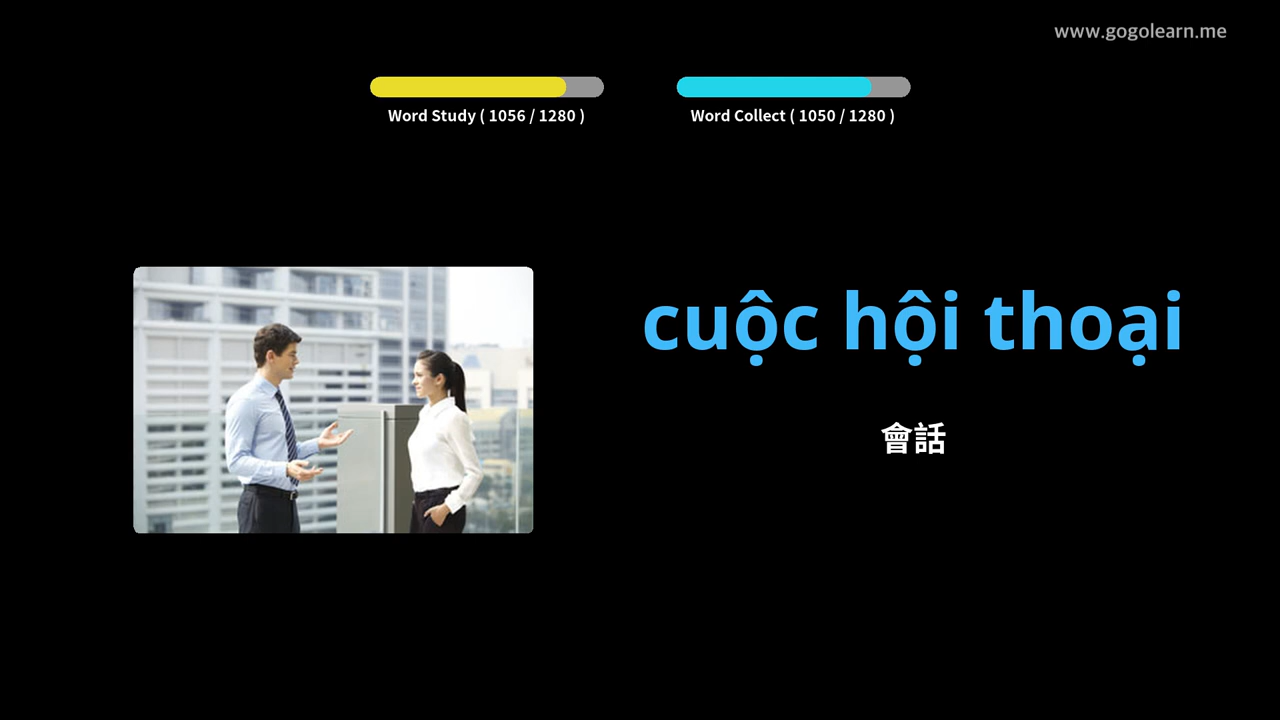 www.gogolearn.me
Word Study ( 1056 / 1280 )
Word Collect ( 1050 / 1280 )
cuộc hội thoại
會話